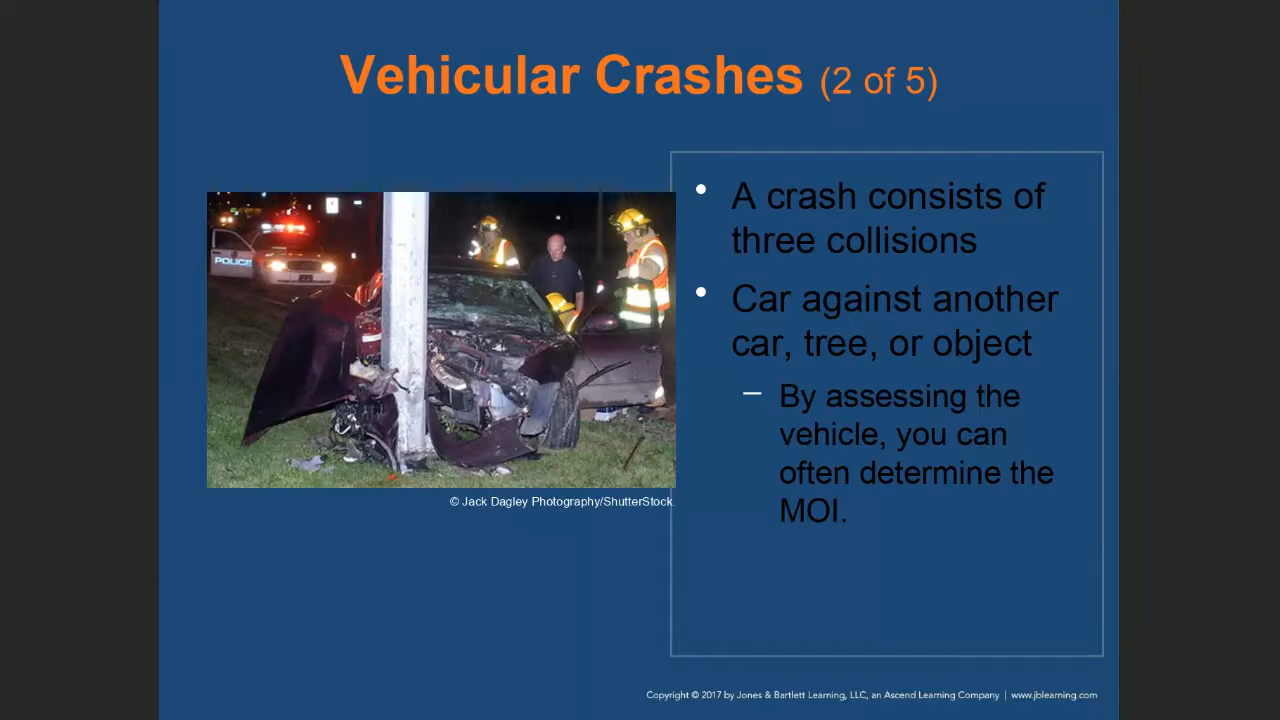 Vehicular Crashes (2 of 5)
POLICE
© Jack Dagley Photography/ShutterStock.
• A crash consists of
three collisions
• Car against another
car, tree, or object
– By assessing the
vehicle, you can
often determine the
MOI.
Copyright © 2017 by Jones & Bartlett Learning, LLC, an Ascend Learning Company | www.jblearning.com